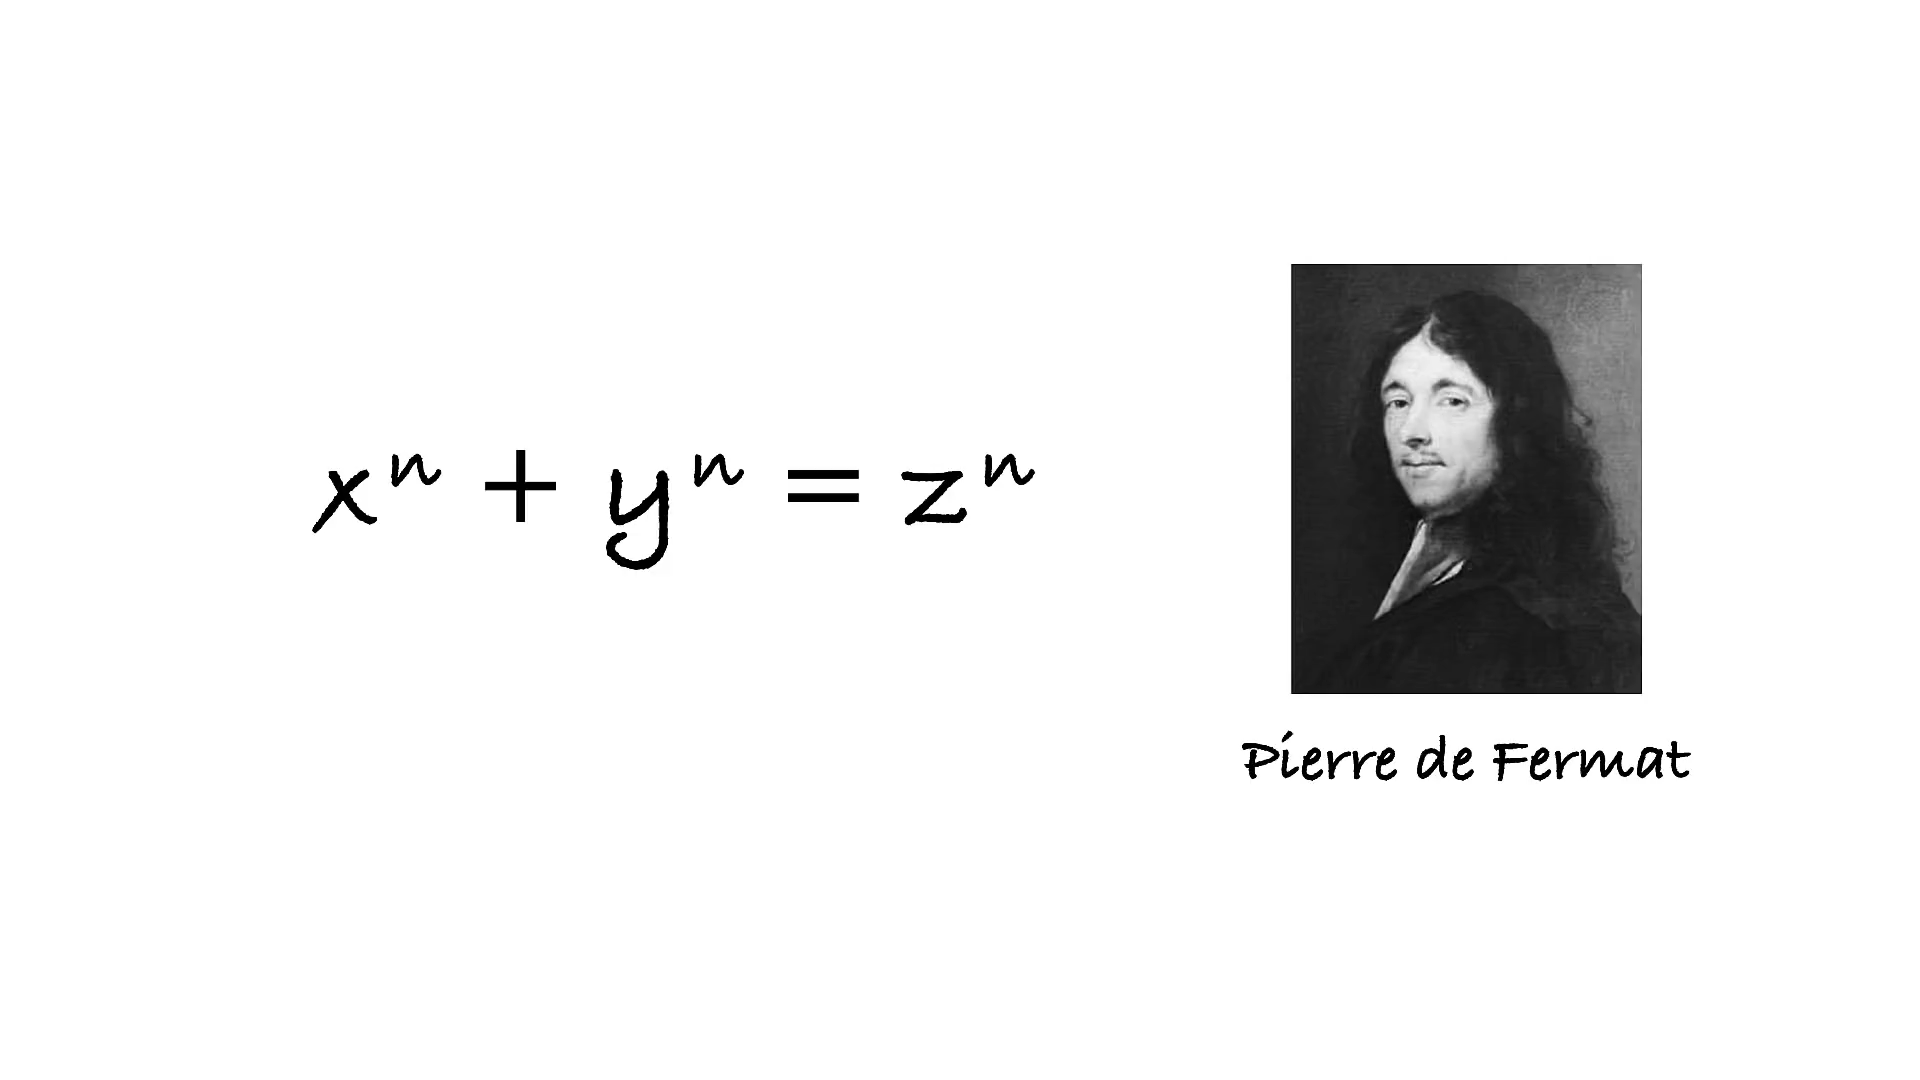 xⁿ + yⁿ = zⁿ
Pierre de Fermat